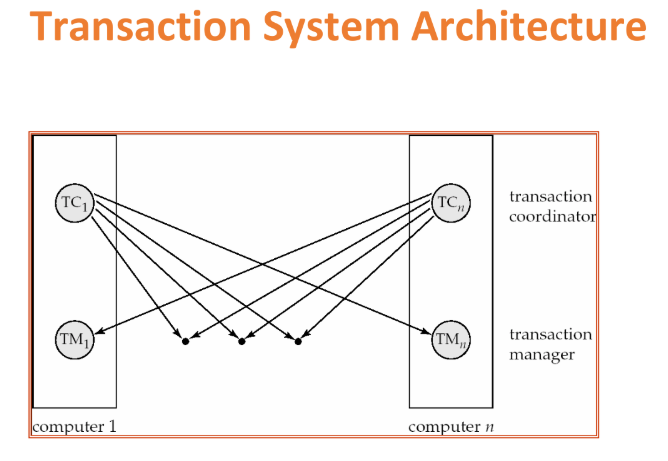 Transaction System Architecture
TC1
TCn
transaction
coordinator
TM1
TMn
transaction
manager
computer 1
computer n